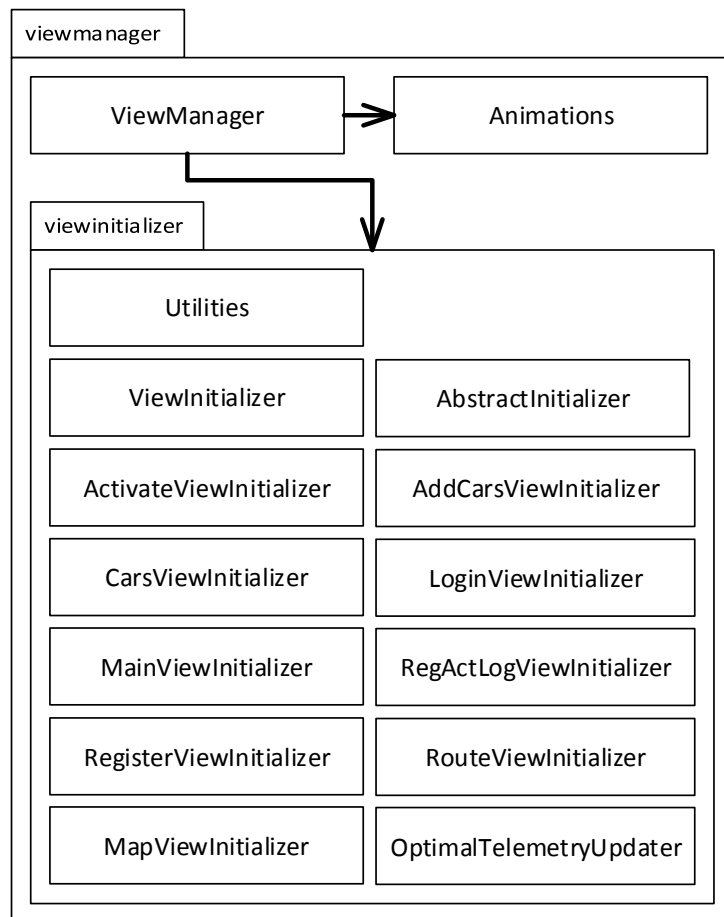 viewmanager
ViewManager
Animations
viewinitializer
Utilities
ViewInitializer
AbstractInitializer
ActivateViewInitializer
AddCarsViewInitializer
CarsViewInitializer
LoginViewInitializer
MainViewInitializer
RegActLogViewInitializer
RegisterViewInitializer
RouteViewInitializer
MapViewInitializer
OptimalTelemetryUpdater